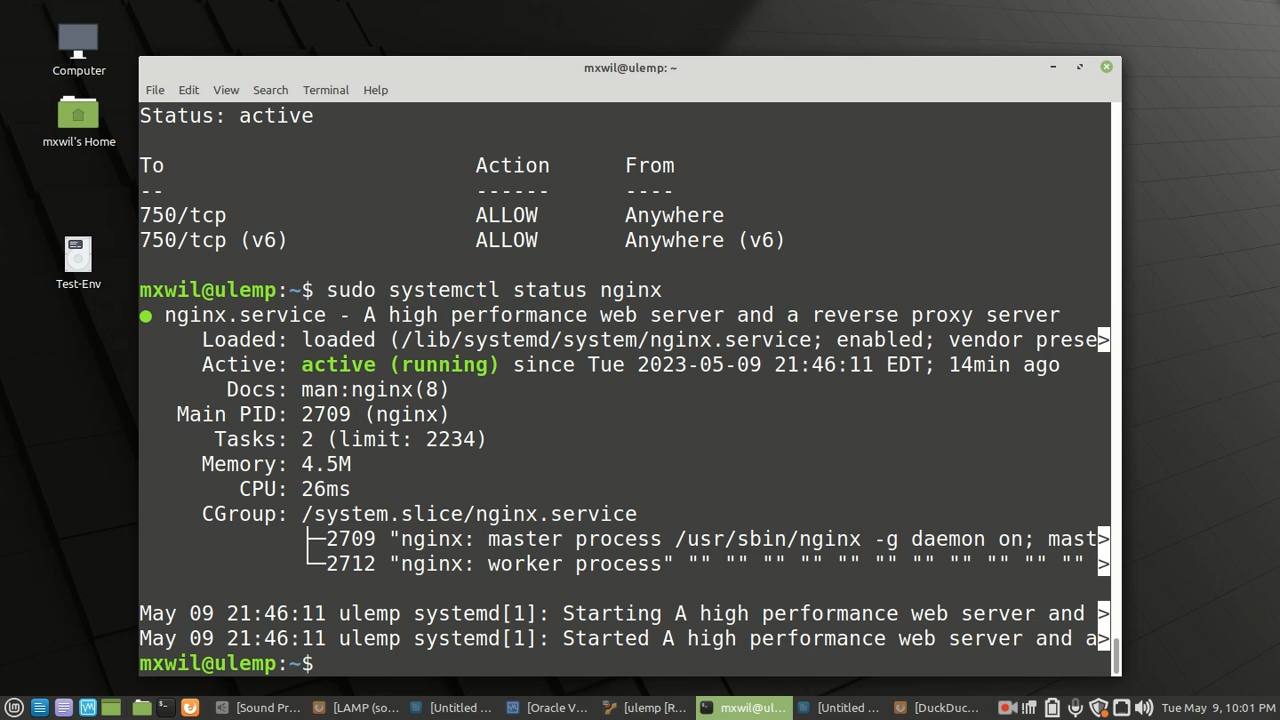 Computer
mxwil's Home
Test-Env
mxwil@ulemp: ~
File Edit View Search Terminal Help
Status: active
To Action From
-- ------ ----
750/tcp ALLOW Anywhere
750/tcp (v6) ALLOW Anywhere (v6)
mxwil@ulemp:~$ sudo systemctl status nginx
● nginx.service - A high performance web server and a reverse proxy server
Loaded: loaded (/lib/systemd/system/nginx.service; enabled; vendor prese>
Active: active (running) since Tue 2023-05-09 21:46:11 EDT; 14min ago
Docs: man:nginx(8)
Main PID: 2709 (nginx)
Tasks: 2 (limit: 2234)
Memory: 4.5M
CPU: 26ms
CGroup: /system.slice/nginx.service
├─2709 "nginx: master process /usr/sbin/nginx -g daemon on; mast>
└─2712 "nginx: worker process" "" "" "" "" "" "" "" "" "" "" "" >
May 09 21:46:11 ulemp systemd[1]: Starting A high performance web server and >
May 09 21:46:11 ulemp systemd[1]: Started A high performance web server and a>
mxwil@ulemp:~$
[Sound Pr... [LAMP (so... [Untitled ... [Oracle V... [ulemp [R... mxwil@ul... [Untitled ... [DuckDuc... Tue May 9, 10:01 PM